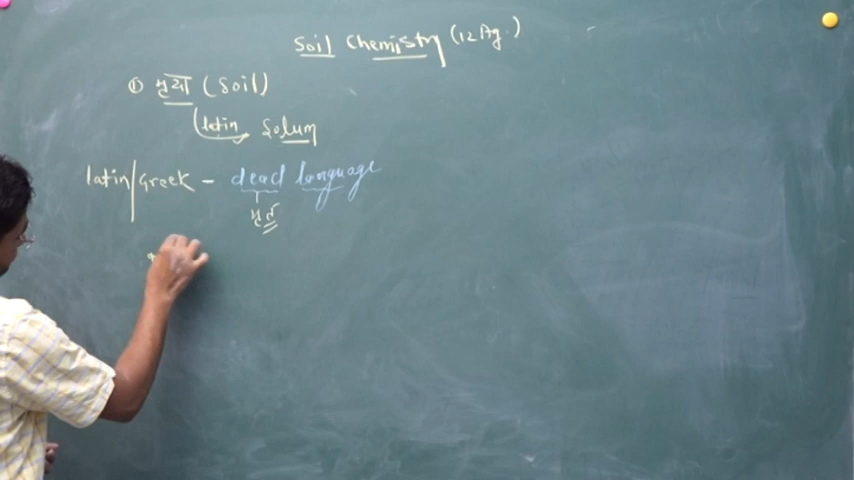 Soil Chemistry (12 Ag.)
① मृदा (Soil)
Latin Solum
Latin/Greek - dead language
मृत